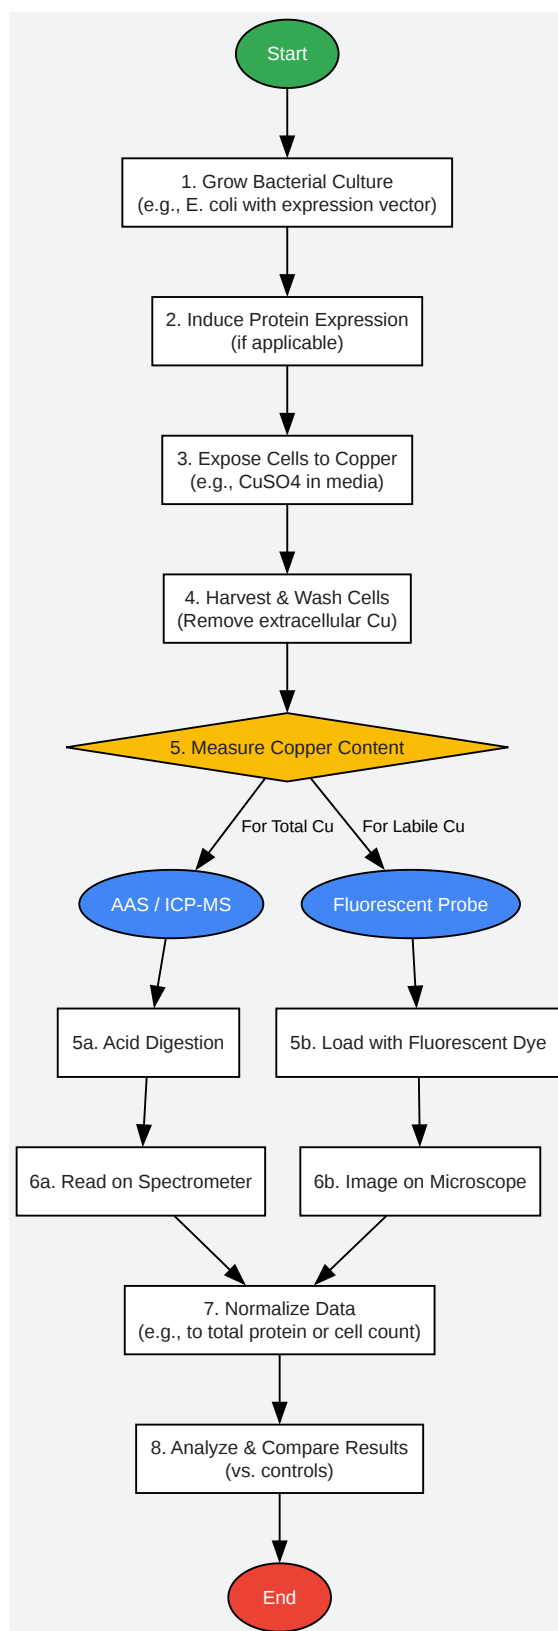 Start
1. Grow Bacterial Culture
(e.g., E. coli with expression vector)
2. Induce Protein Expression
(if applicable)
3. Expose Cells to Copper
(e.g., CuSO4 in media)
4. Harvest & Wash Cells
(Remove extracellular Cu)
5. Measure Copper Content
For Total Cu
For Labile Cu
AAS / ICP-MS
Fluorescent Probe
5a. Acid Digestion
5b. Load with Fluorescent Dye
6a. Read on Spectrometer
6b. Image on Microscope
7. Normalize Data
(e.g., to total protein or cell count)
8. Analyze & Compare Results
(vs. controls)
End